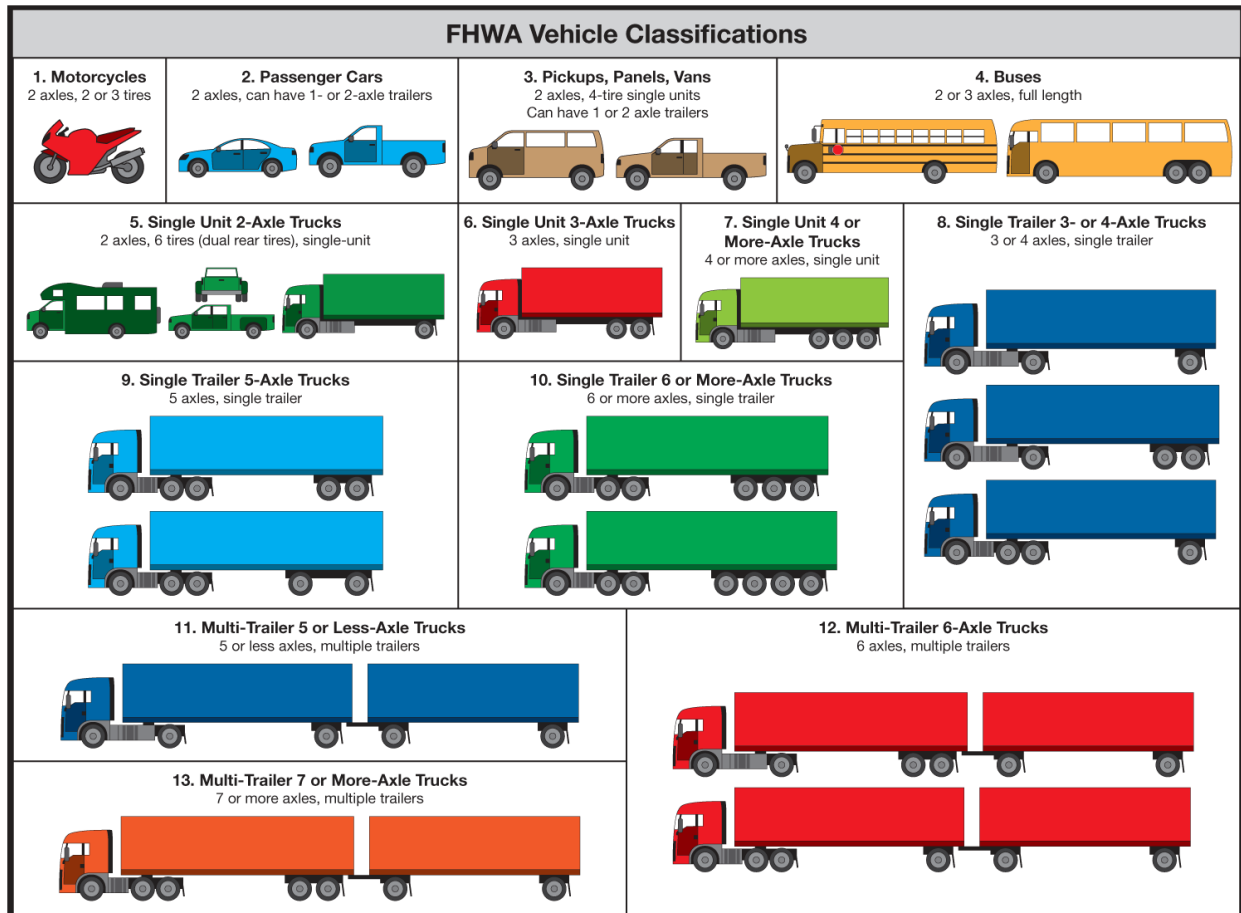 FHWA Vehicle Classifications
1. Motorcycles
2 axles, 2 or 3 tires
2. Passenger Cars
2 axles, can have 1- or 2-axle trailers
3. Pickups, Panels, Vans
2 axles, 4-tire single units
Can have 1 or 2 axle trailers
4. Buses
2 or 3 axles, full length
5. Single Unit 2-Axle Trucks
2 axles, 6 tires (dual rear tires), single-unit
6. Single Unit 3-Axle Trucks
3 axles, single unit
7. Single Unit 4 or
More-Axle Trucks
4 or more axles, single unit
8. Single Trailer 3- or 4-Axle Trucks
3 or 4 axles, single trailer
9. Single Trailer 5-Axle Trucks
5 axles, single trailer
10. Single Trailer 6 or More-Axle Trucks
6 or more axles, single trailer
11. Multi-Trailer 5 or Less-Axle Trucks
5 or less axles, multiple trailers
12. Multi-Trailer 6-Axle Trucks
6 axles, multiple trailers
13. Multi-Trailer 7 or More-Axle Trucks
7 or more axles, multiple trailers